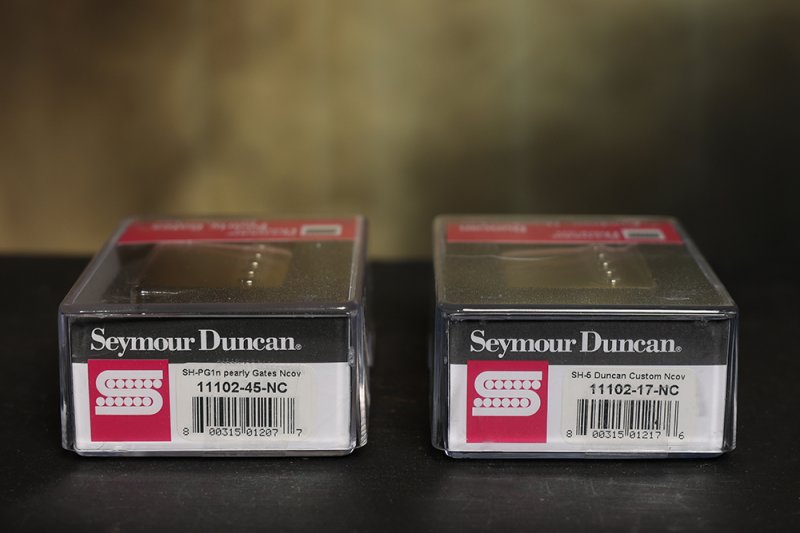 Seymour Duncan®
SH-PG1n pearly Gates Ncov
11102-45-NC
8 00315 01207 7
Seymour Duncan®
SH-5 Duncan Custom Ncov
11102-17-NC
8 00315 01217 6